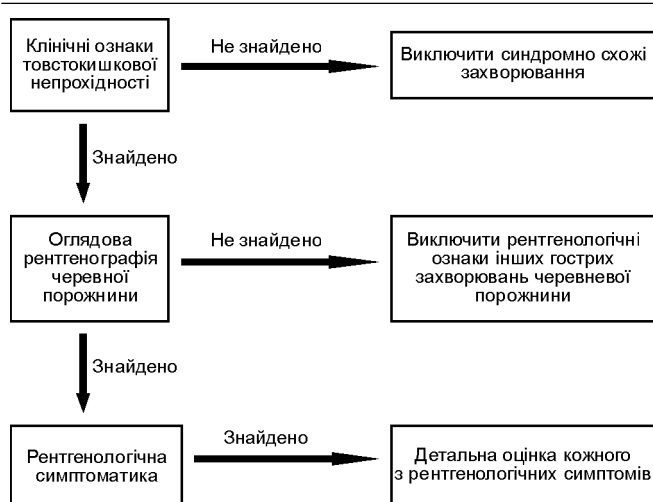 Клінічні ознаки
товстокишкової
непрохідності
Не знайдено
Виключити синдромно схожі
захворювання
Знайдено
Оглядова
рентгенографія
черевної
порожнини
Не знайдено
Виключити рентгенологічні
ознаки інших гострих
захворювань черевневої
порожнини
Знайдено
Рентгенологічна
симптоматика
Знайдено
Детальна оцінка кожного
з рентгенологічних симптомів